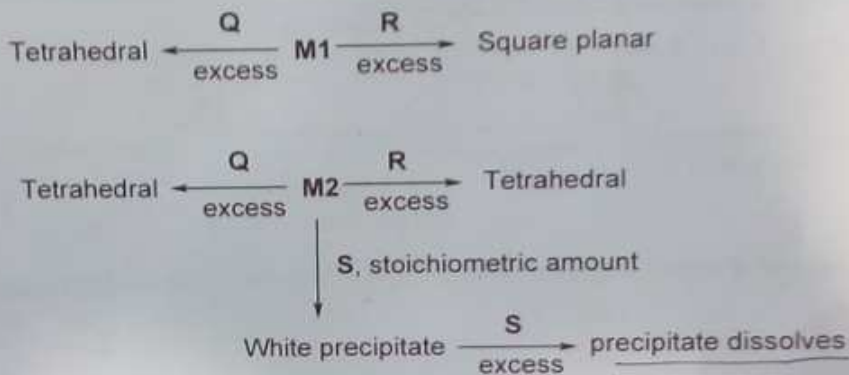 Q R
Tetrahedral M1 Square planar
excess excess
Q R
Tetrahedral M2 Tetrahedral
excess excess
S, stoichiometric amount
S
White precipitate precipitate dissolves
excess